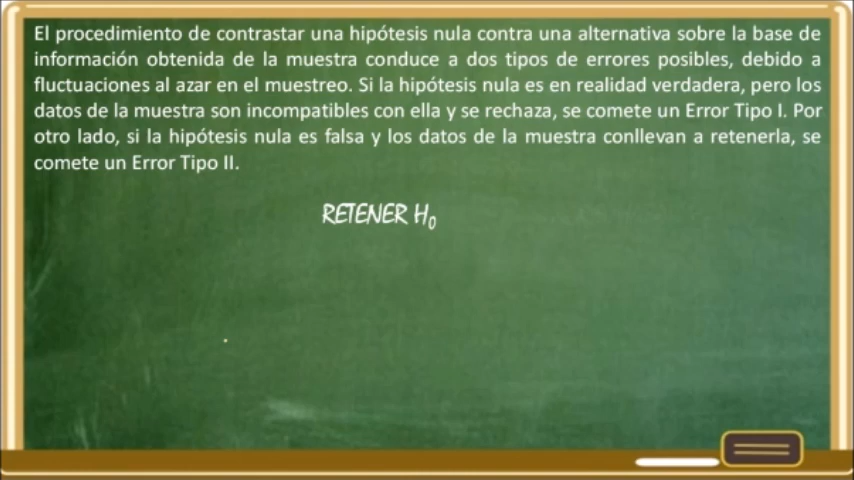 El procedimiento de contrastar una hipótesis nula contra una alternativa sobre la base de
información obtenida de la muestra conduce a dos tipos de errores posibles, debido a
fluctuaciones al azar en el muestreo. Si la hipótesis nula es en realidad verdadera, pero los
datos de la muestra son incompatibles con ella y se rechaza, se comete un Error Tipo I. Por
otro lado, si la hipótesis nula es falsa y los datos de la muestra conllevan a retenerla, se
comete un Error Tipo II.
RETENER H₀